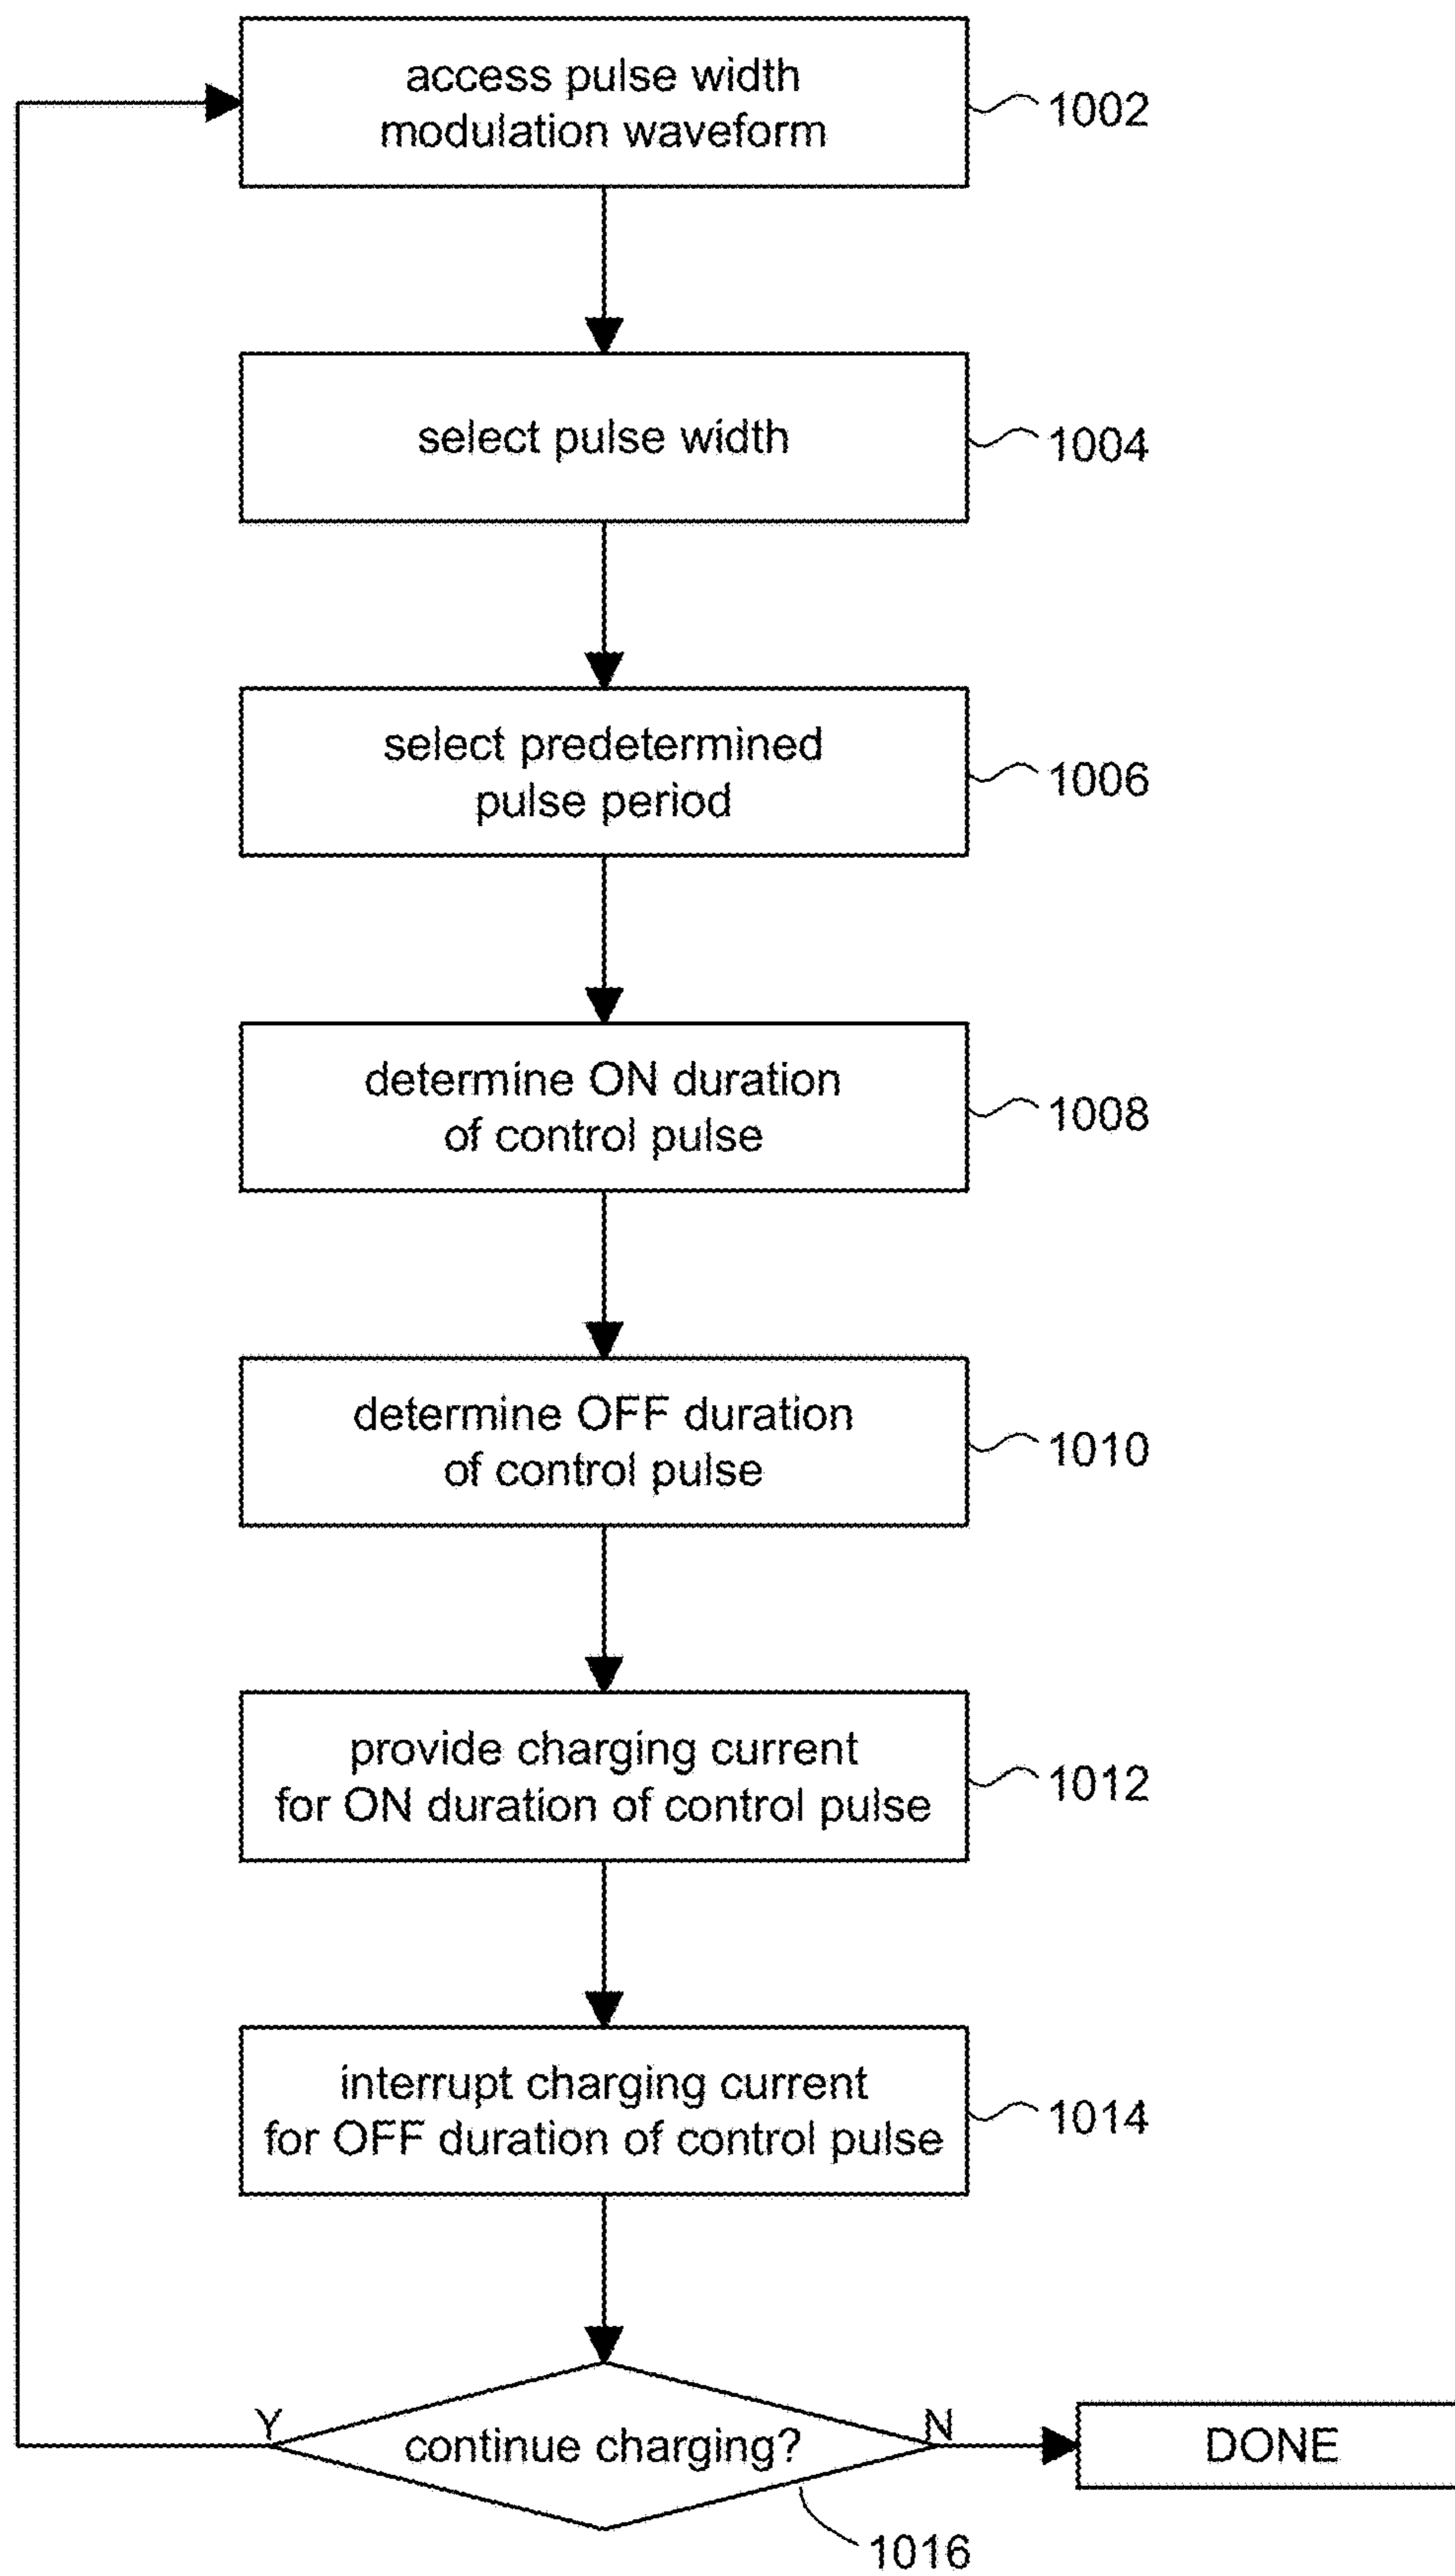 access pulse width
modulation waveform
1002
select pulse width
1004
select predetermined
pulse period
1006
determine ON duration
of control pulse
1008
determine OFF duration
of control pulse
1010
provide charging current
for ON duration of control pulse
1012
interrupt charging current
for OFF duration of control pulse
1014
Y
continue charging?
N
DONE
1016